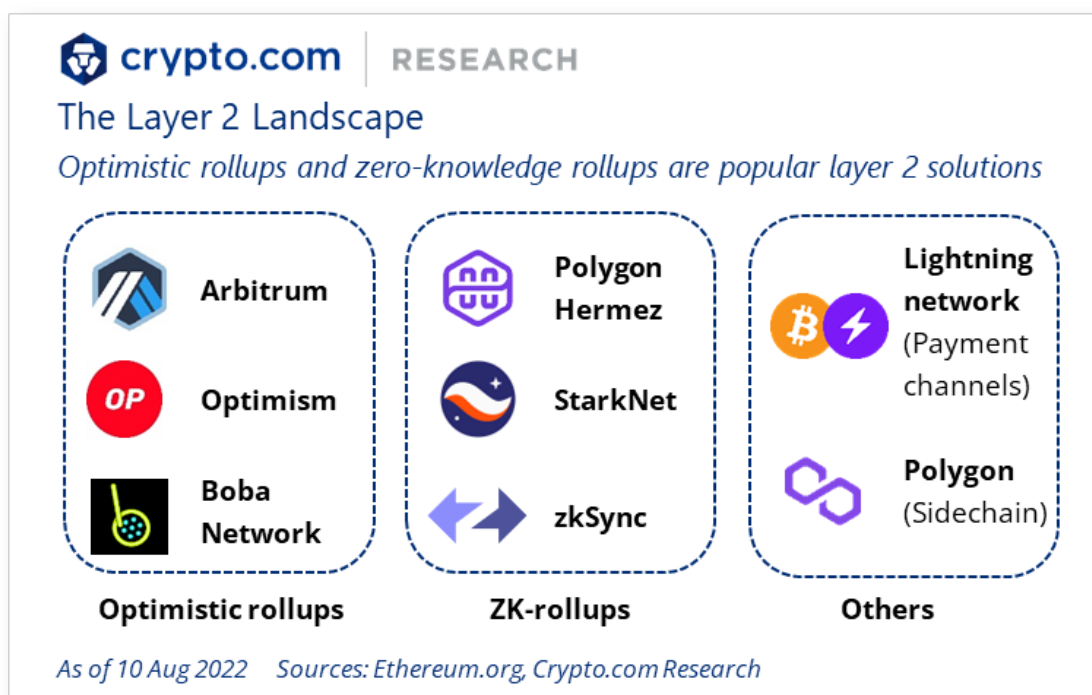 crypto.com | RESEARCH
The Layer 2 Landscape
Optimistic rollups and zero-knowledge rollups are popular layer 2 solutions
Arbitrum
OP
Optimism
Boba
Network
Optimistic rollups
Polygon
Hermez
StarkNet
zkSync
ZK-rollups
Lightning
network
(Payment
channels)
Polygon
(Sidechain)
Others
As of 10 Aug 2022 Sources: Ethereum.org, Crypto.com Research